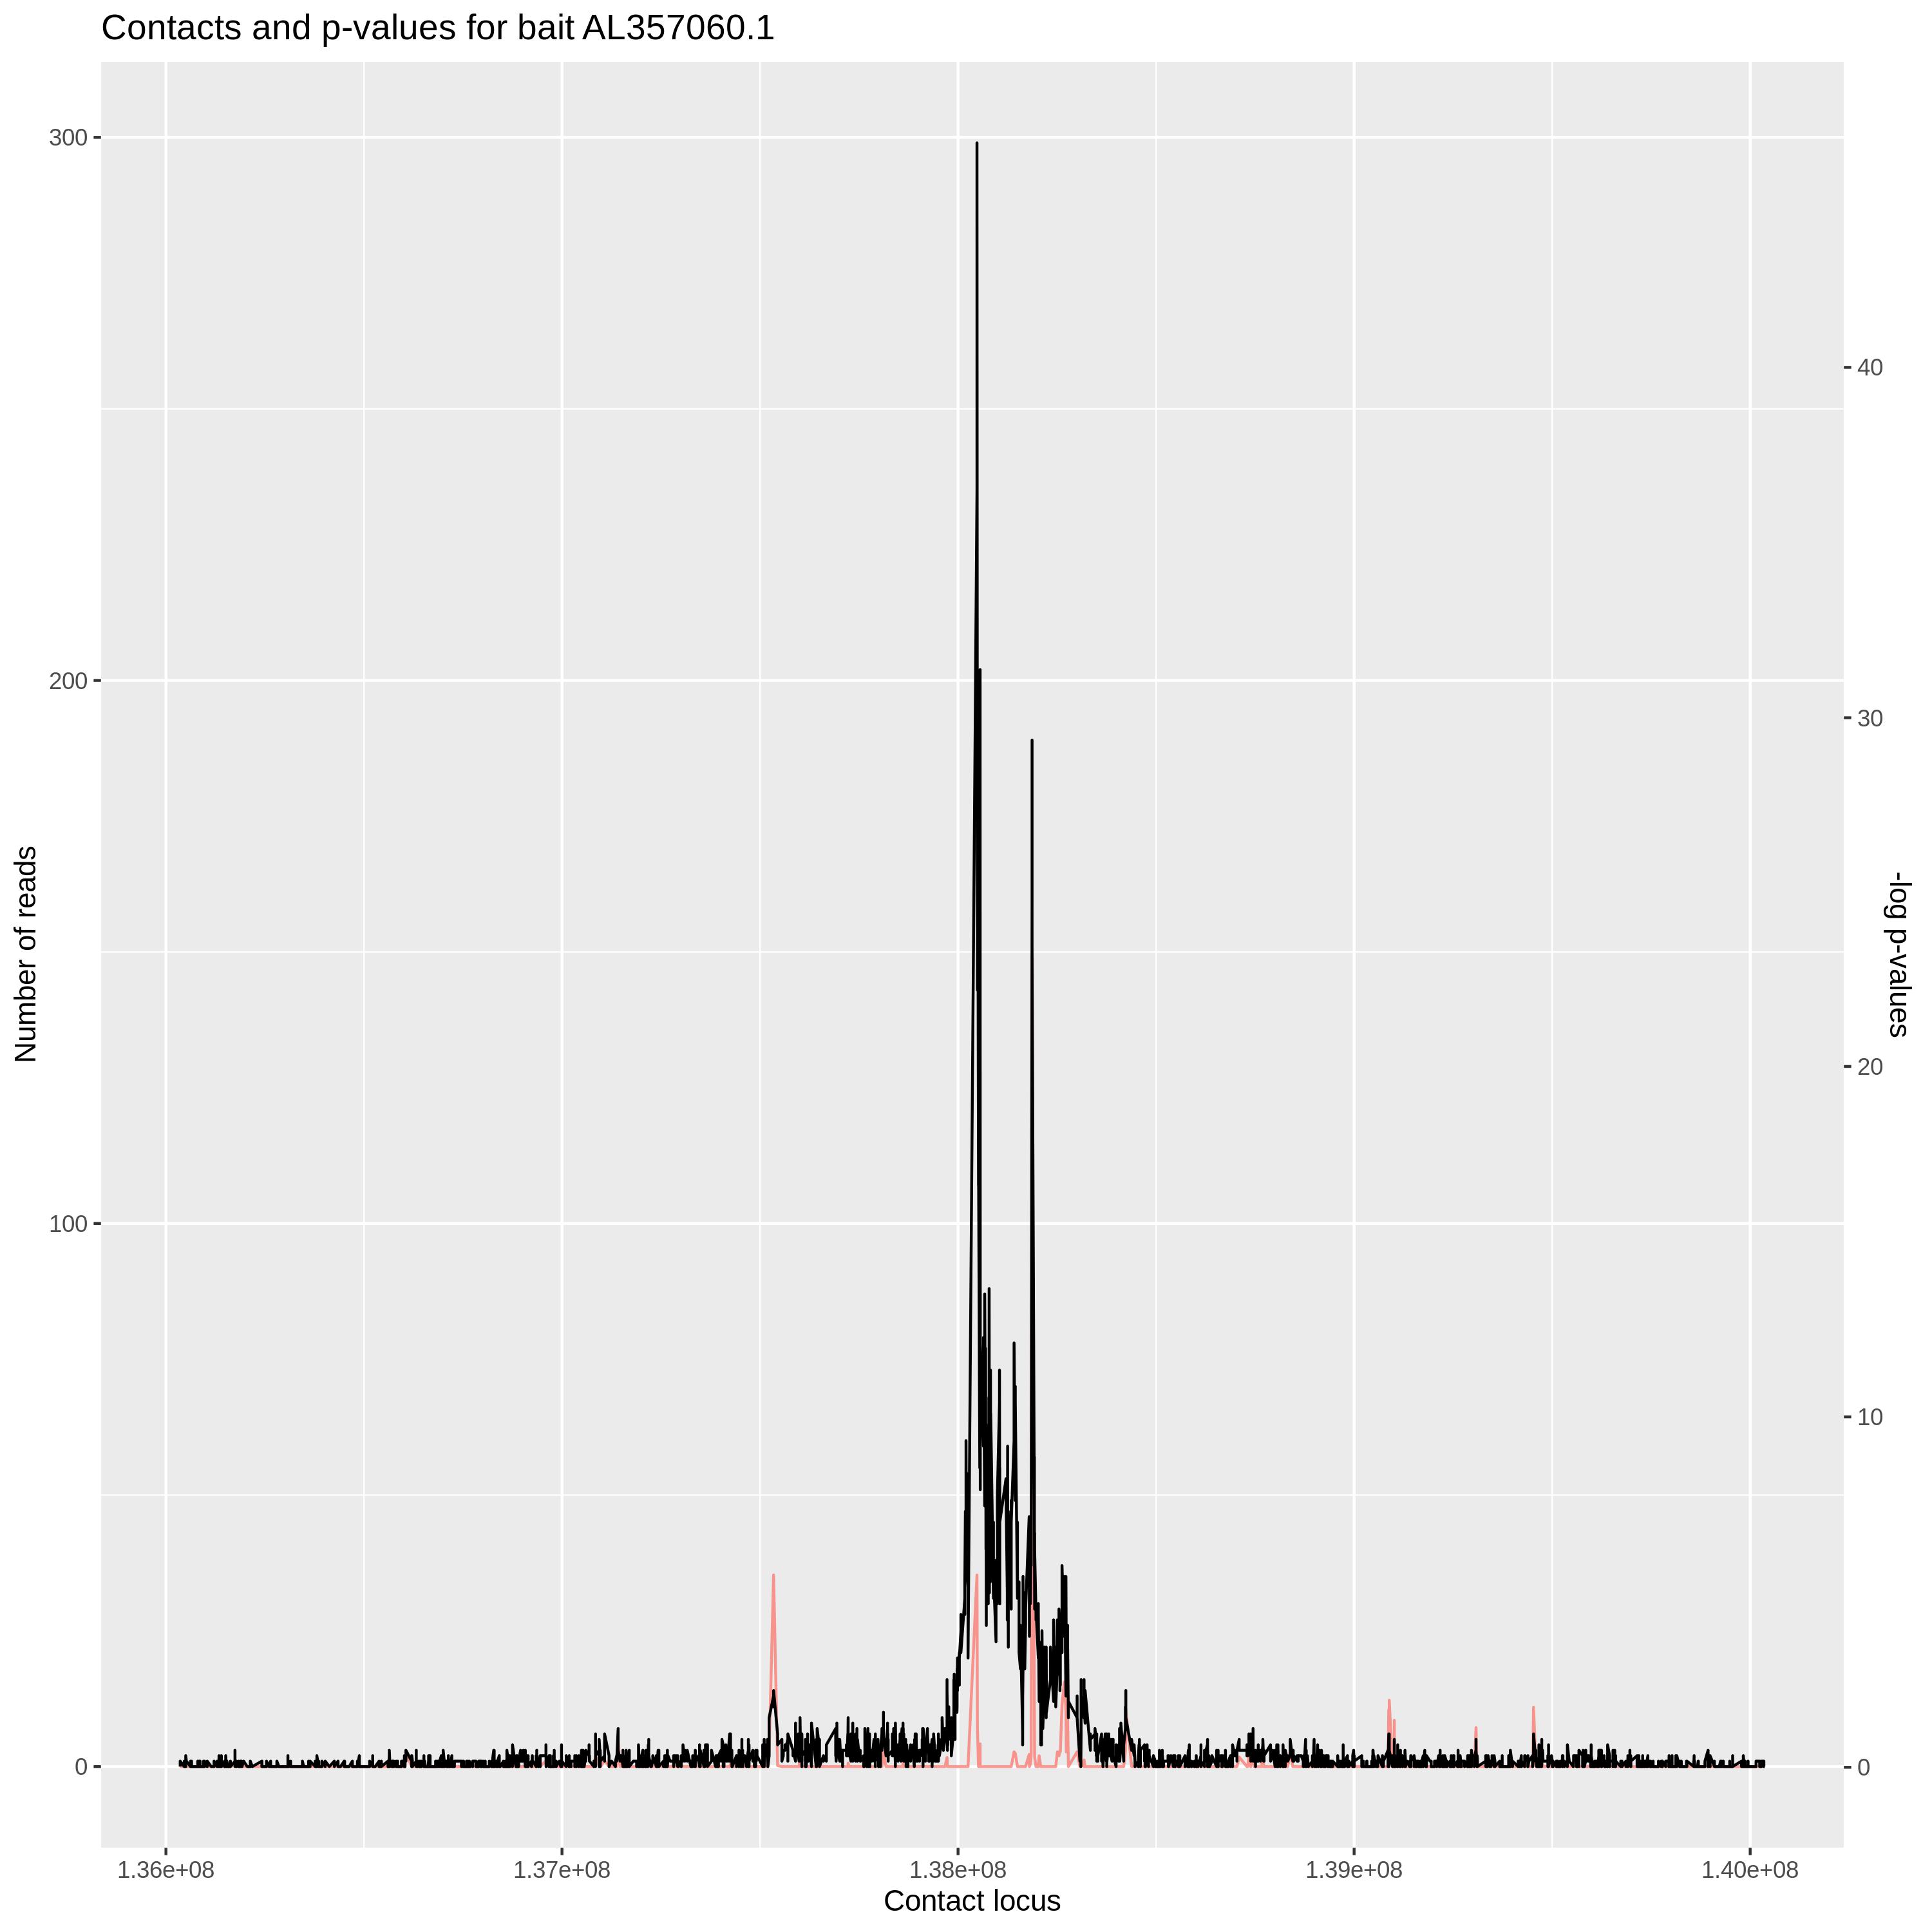 Contacts and p-values for bait AL357060.1
300
200
100
0
Number of reads
40
30
20
10
0
-log p-values
1.36e+08
1.37e+08
1.38e+08
1.39e+08
1.40e+08
Contact locus